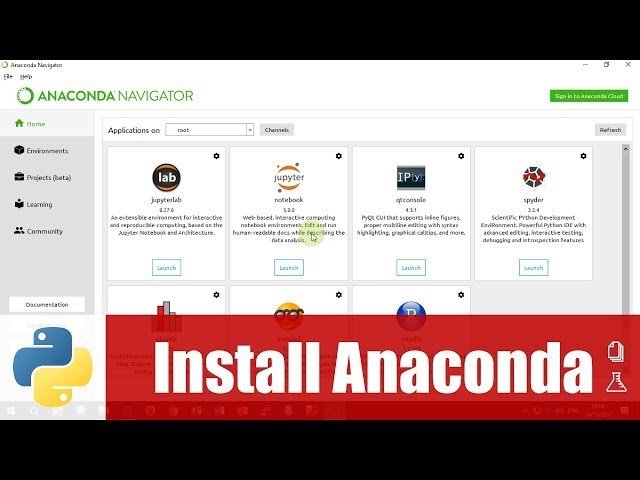 Anaconda Navigator
File Help
ANACONDA NAVIGATOR
Sign in to Anaconda Cloud
Home
Applications on root Channels Refresh
Environments
Projects (beta)
Learning
Community
Documentation
lab
jupyterlab
0.27.0
An extensible environment for interactive
and reproducible computing, based on the
Jupyter Notebook and Architecture.
Launch
jupyter
notebook
5.0.0
Web-based, interactive computing
notebook environment. Edit and run
human-readable docs while describing the
data analysis.
Launch
IP[y]:
qtconsole
4.3.1
PyQt GUI that supports inline figures,
proper multiline editing with syntax
highlighting, graphical calltips, and more.
Launch
spyder
3.2.4
Scientific PYthon Development
EnviRonment. Powerful Python IDE with
advanced editing, interactive testing,
debugging and introspection features
Launch
Install Anaconda
ENG